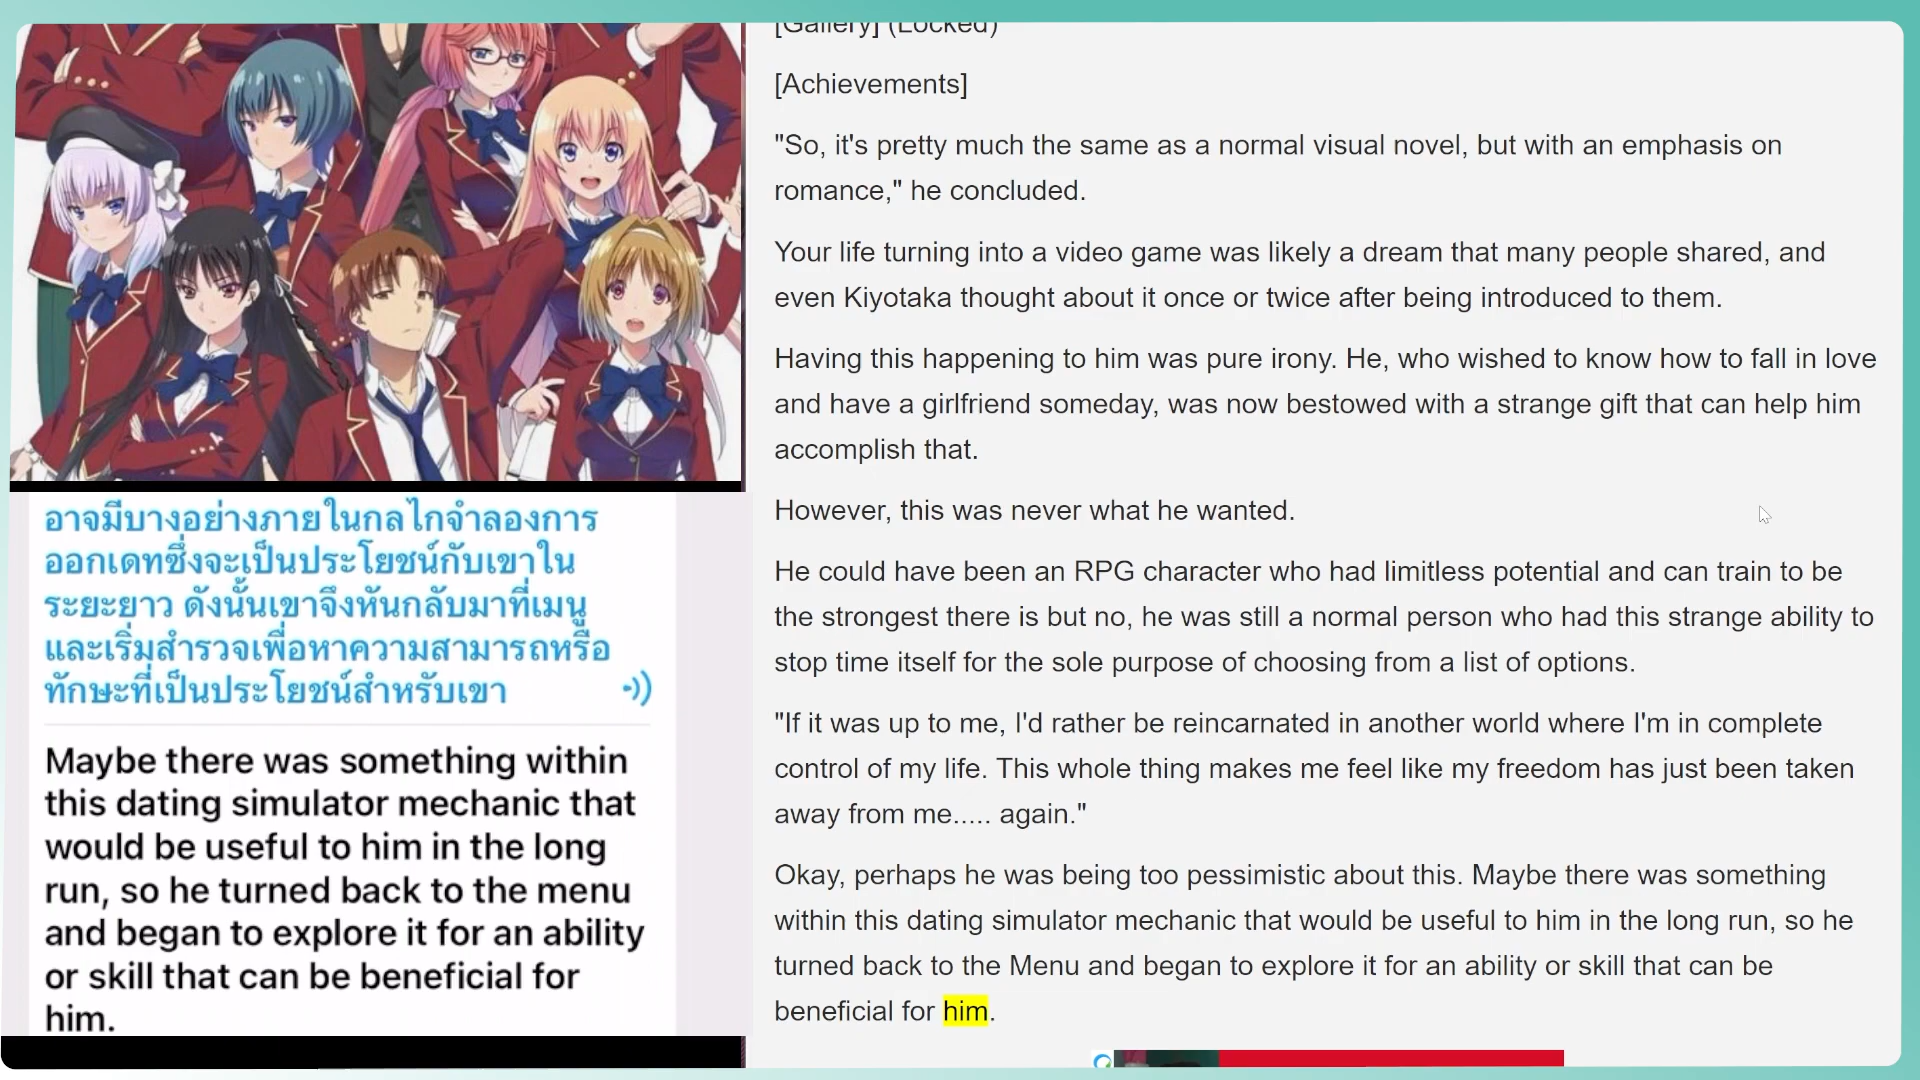 [Gallery] (Locked)
[Achievements]
"So, it's pretty much the same as a normal visual novel, but with an emphasis on
romance," he concluded.
Your life turning into a video game was likely a dream that many people shared, and
even Kiyotaka thought about it once or twice after being introduced to them.
Having this happening to him was pure irony. He, who wished to know how to fall in love
and have a girlfriend someday, was now bestowed with a strange gift that can help him
accomplish that.
However, this was never what he wanted.
He could have been an RPG character who had limitless potential and can train to be
the strongest there is but no, he was still a normal person who had this strange ability to
stop time itself for the sole purpose of choosing from a list of options.
"If it was up to me, I'd rather be reincarnated in another world where I'm in complete
control of my life. This whole thing makes me feel like my freedom has just been taken
away from me..... again."
Okay, perhaps he was being too pessimistic about this. Maybe there was something
within this dating simulator mechanic that would be useful to him in the long run, so he
turned back to the Menu and began to explore it for an ability or skill that can be
beneficial for him.
อาจมีบางอย่างภายในกลไกจำลองการ
ออกเดทซึ่งจะเป็นประโยชน์กับเขาใน
ระยะยาว ดังนั้นเขาจึงหันกลับมาที่เมนู
และเริ่มสำรวจเพื่อหาความสามารถหรือ
ทักษะที่เป็นประโยชน์สำหรับเขา
Maybe there was something within
this dating simulator mechanic that
would be useful to him in the long
run, so he turned back to the menu
and began to explore it for an ability
or skill that can be beneficial for
him.